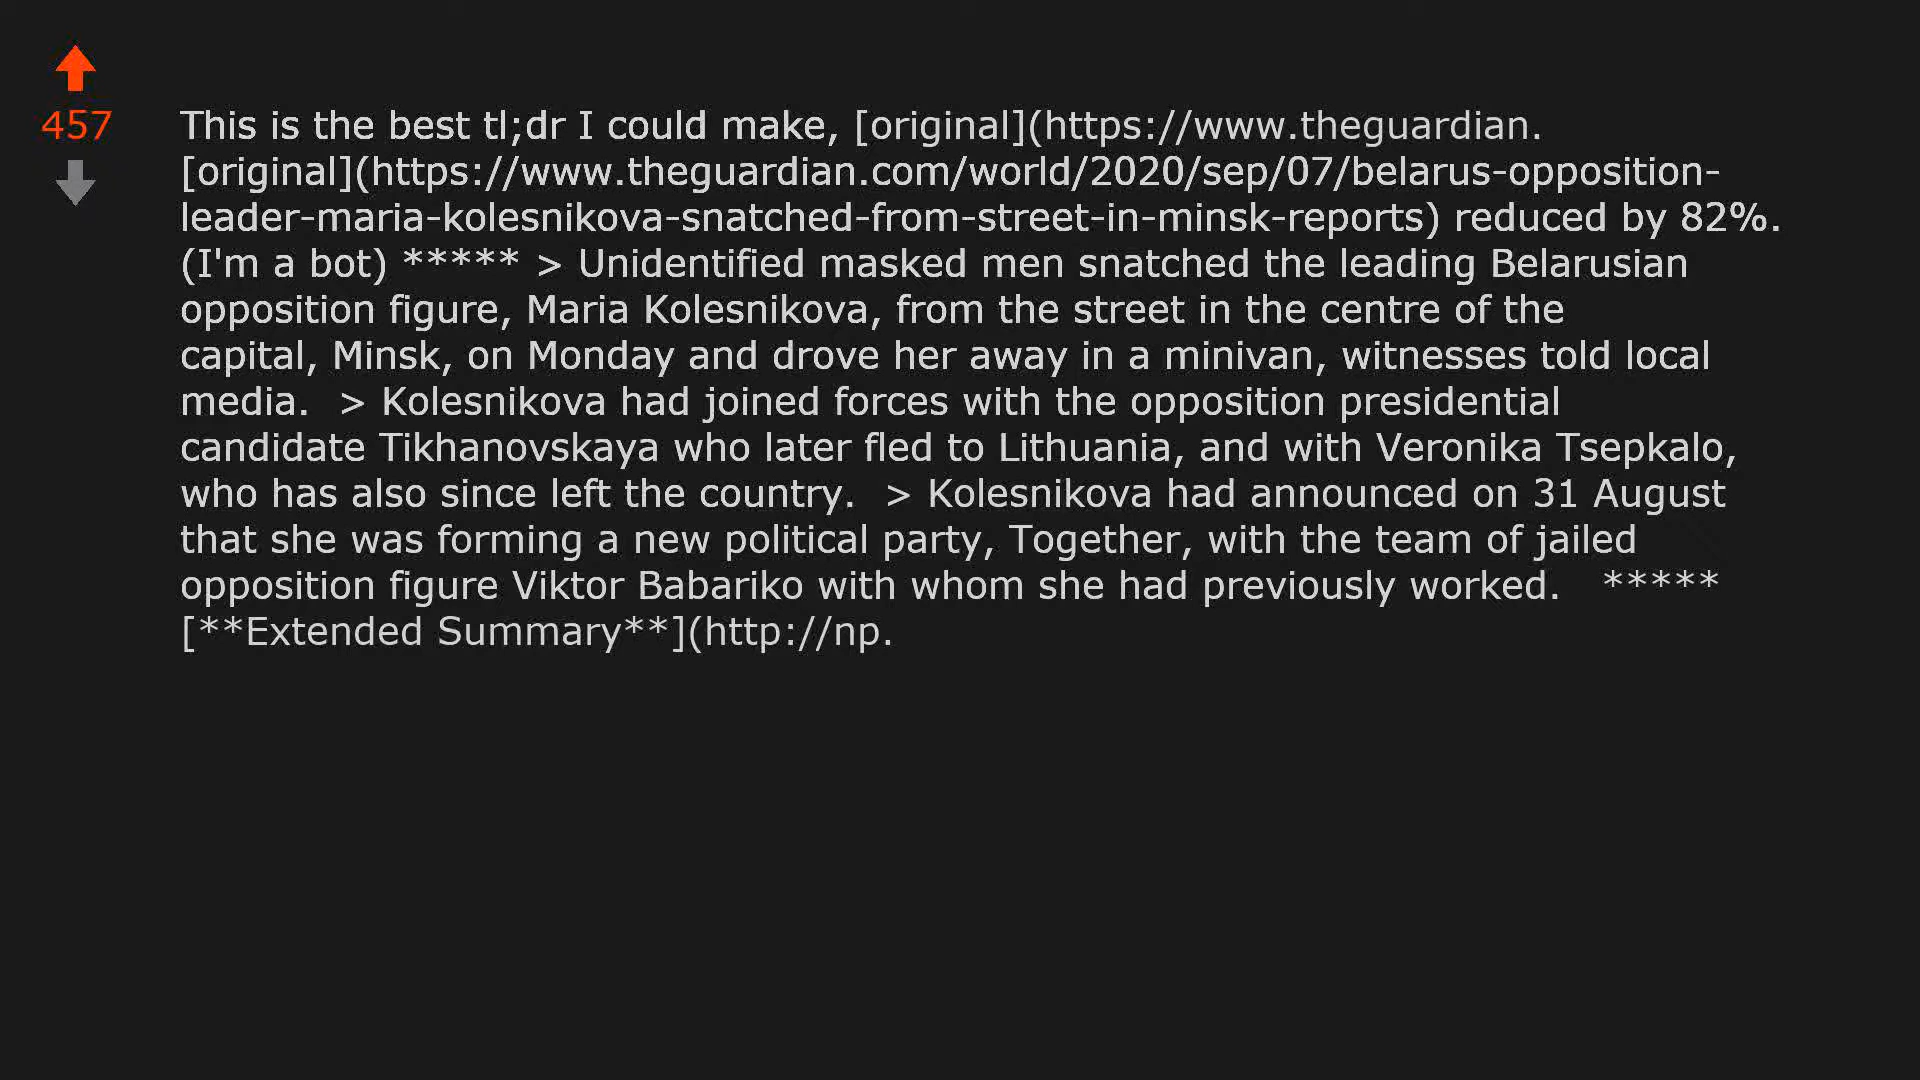 457
This is the best tl;dr I could make, [original](https://www.theguardian.
[original](https://www.theguardian.com/world/2020/sep/07/belarus-opposition-
leader-maria-kolesnikova-snatched-from-street-in-minsk-reports) reduced by 82%.
(I'm a bot) ***** > Unidentified masked men snatched the leading Belarusian
opposition figure, Maria Kolesnikova, from the street in the centre of the
capital, Minsk, on Monday and drove her away in a minivan, witnesses told local
media.  > Kolesnikova had joined forces with the opposition presidential
candidate Tikhanovskaya who later fled to Lithuania, and with Veronika Tsepkalo,
who has also since left the country.  > Kolesnikova had announced on 31 August
that she was forming a new political party, Together, with the team of jailed
opposition figure Viktor Babariko with whom she had previously worked.   *****
[**Extended Summary**](http://np.